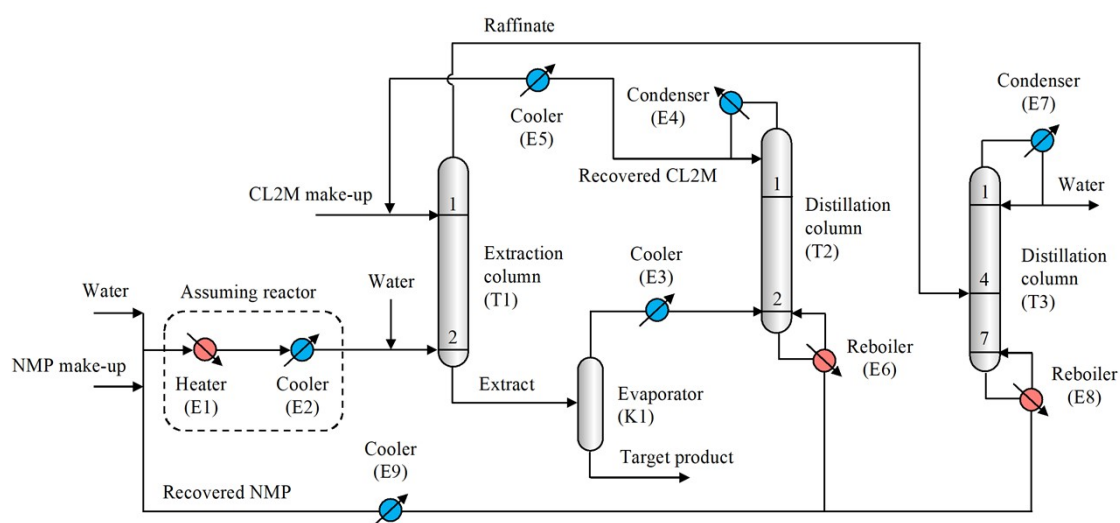 Raffinate
Condenser
(E7)
Condenser
(E4)
Cooler
(E5)
Recovered CL2M
1
1
Water
CL2M make-up
1
Distillation
column
(T2)
Extraction
column
(T1)
Cooler
(E3)
Distillation
column
(T3)
4
Water
Assuming reactor
Water
2
2
7
NMP make-up
Heater
(E1)
Cooler
(E2)
Extract
Evaporator
(K1)
Reboiler
(E6)
Reboiler
(E8)
Target product
Cooler
(E9)
Recovered NMP